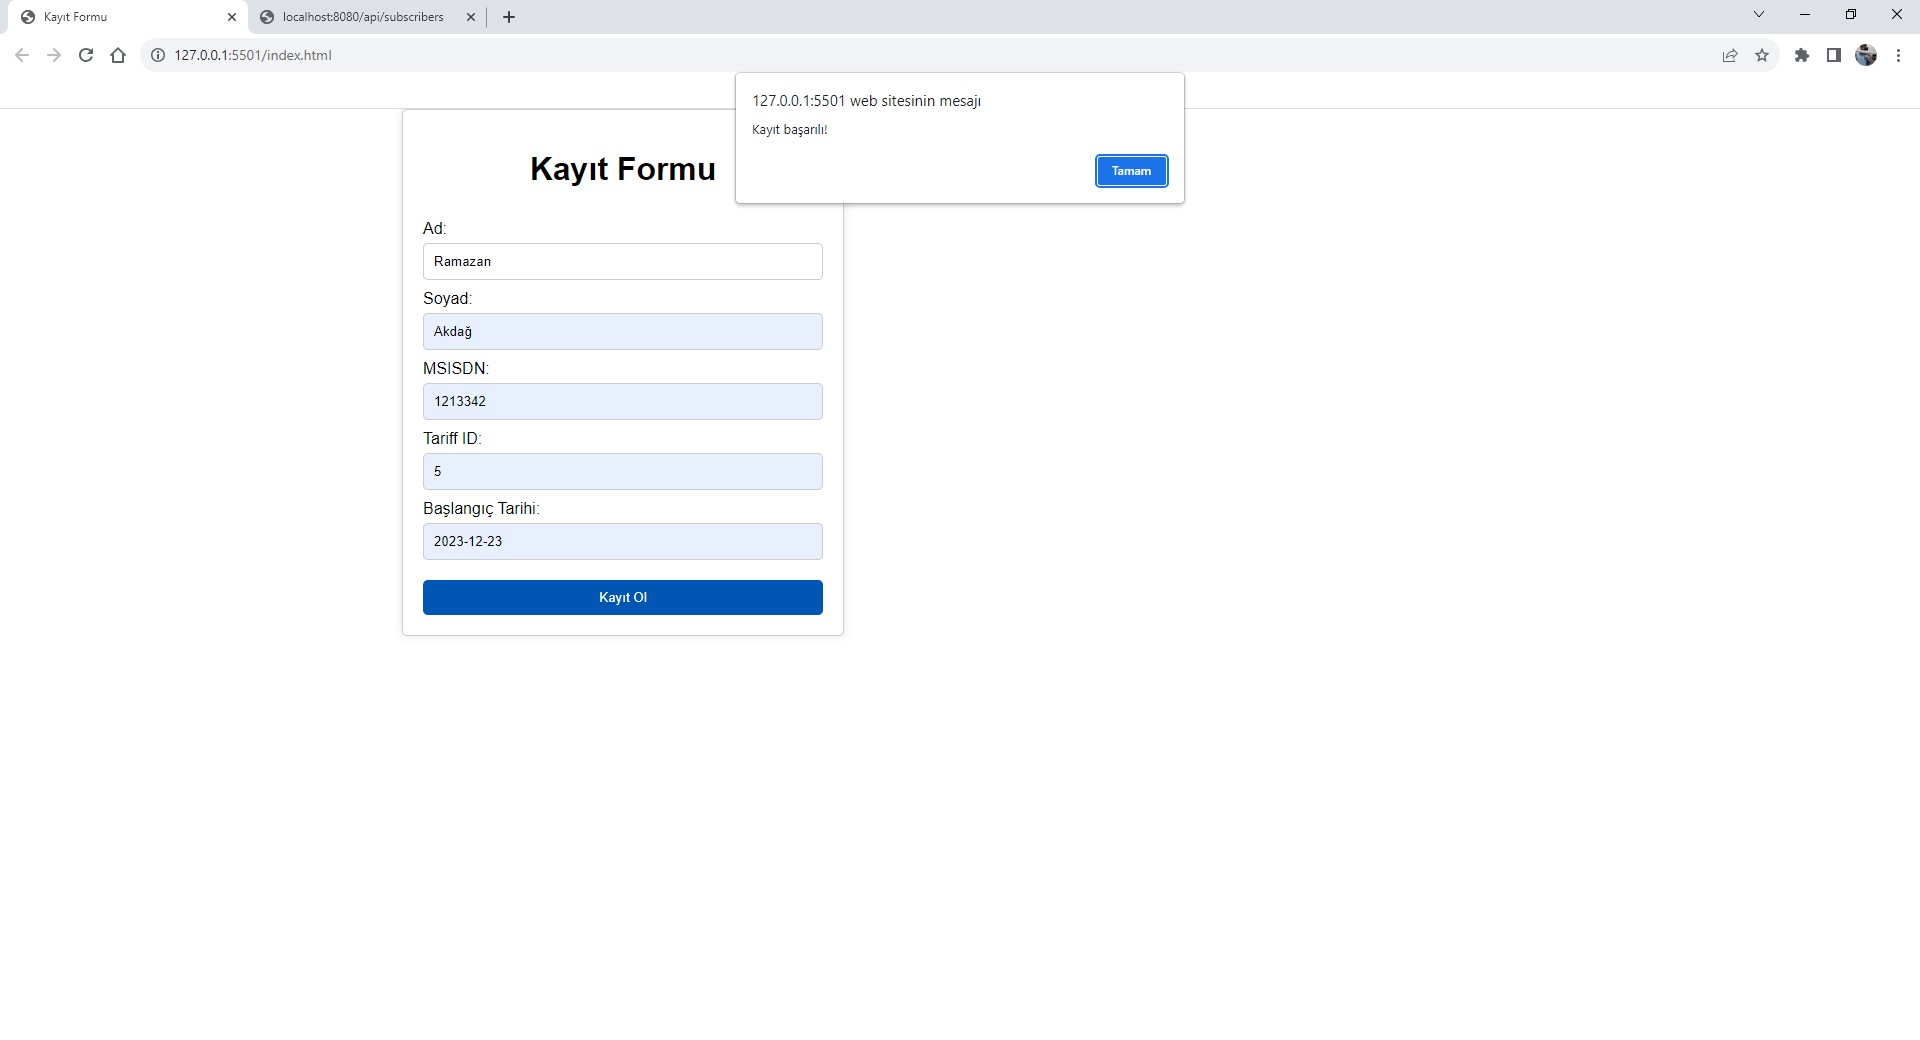 Kayıt Formu
localhost:8080/api/subscribers
127.0.0.1:5501/index.html
127.0.0.1:5501 web sitesinin mesajı
Kayıt başarılı!
Tamam
Kayıt Formu
Ad:
Ramazan
Soyad:
Akdağ
MSISDN:
1213342
Tariff ID:
5
Başlangıç Tarihi:
2023-12-23
Kayıt Ol